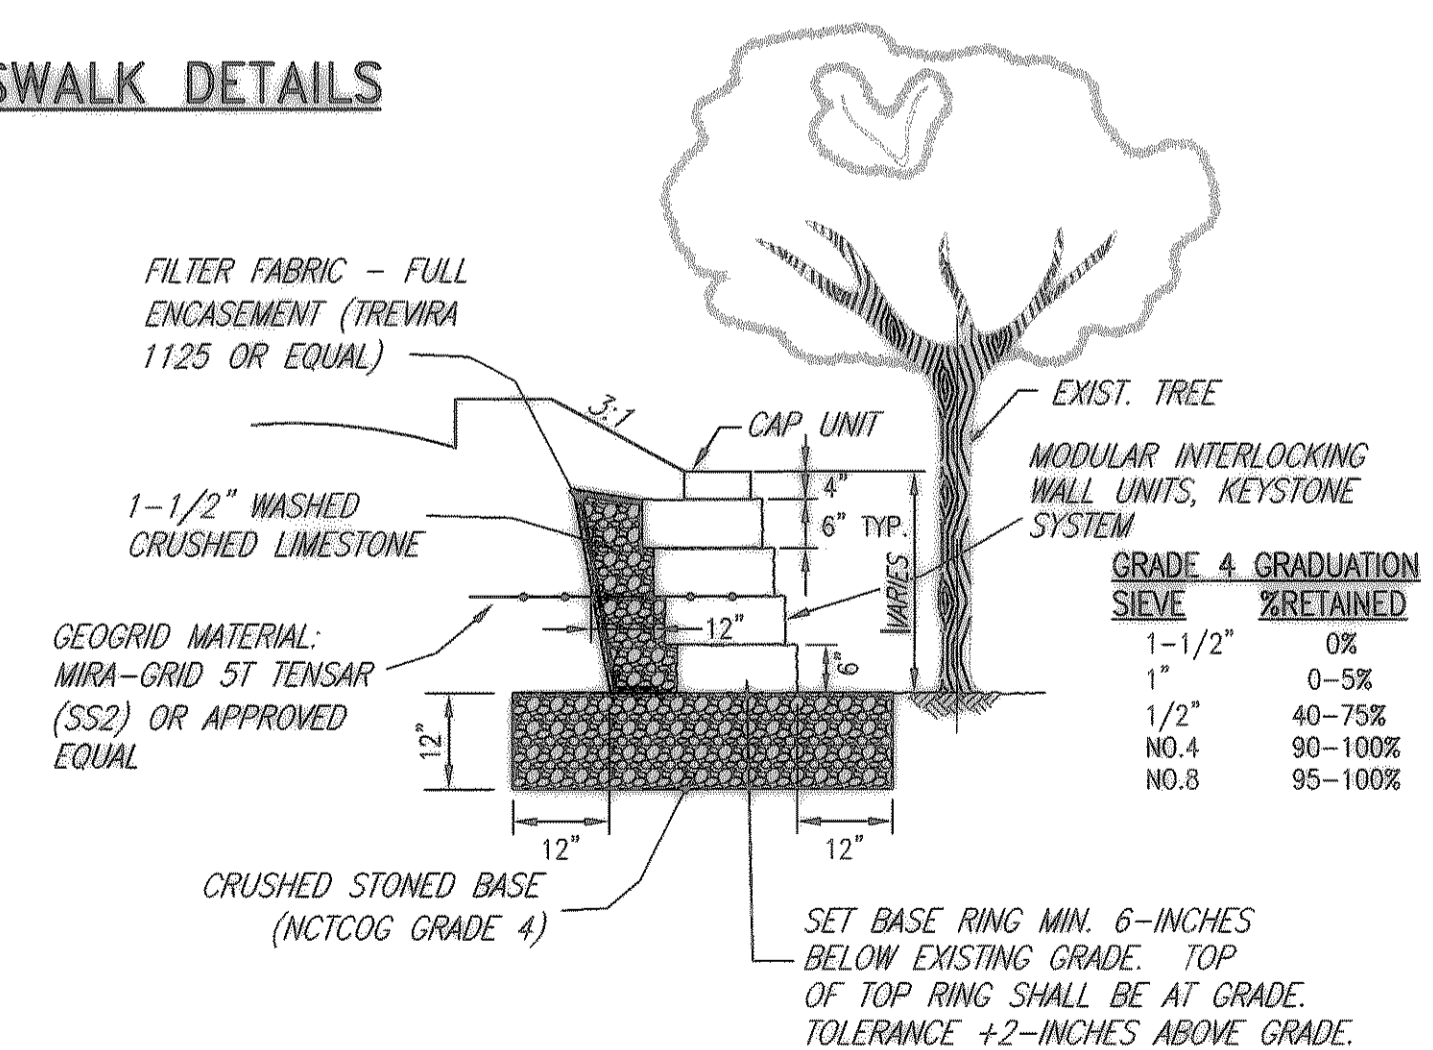 SWALK DETAILS
FILTER FABRIC - FULL
ENCASEMENT (TREVIRA
1125 OR EQUAL)
3:1
CAP UNIT
EXIST. TREE
MODULAR INTERLOCKING
WALL UNITS, KEYSTONE
SYSTEM
4"
6" TYP.
VARIES
1-1/2" WASHED
CRUSHED LIMESTONE
12"
6"
GEOGRID MATERIAL:
MIRA-GRID 5T TENSAR
(SS2) OR APPROVED
EQUAL
12"
12"
12"
GRADE 4 GRADUATION
SIEVE %RETAINED
1-1/2" 0%
1" 0-5%
1/2" 40-75%
NO.4 90-100%
NO.8 95-100%
CRUSHED STONED BASE
(NCTCOG GRADE 4)
SET BASE RING MIN. 6-INCHES
BELOW EXISTING GRADE. TOP
OF TOP RING SHALL BE AT GRADE.
TOLERANCE +2-INCHES ABOVE GRADE.